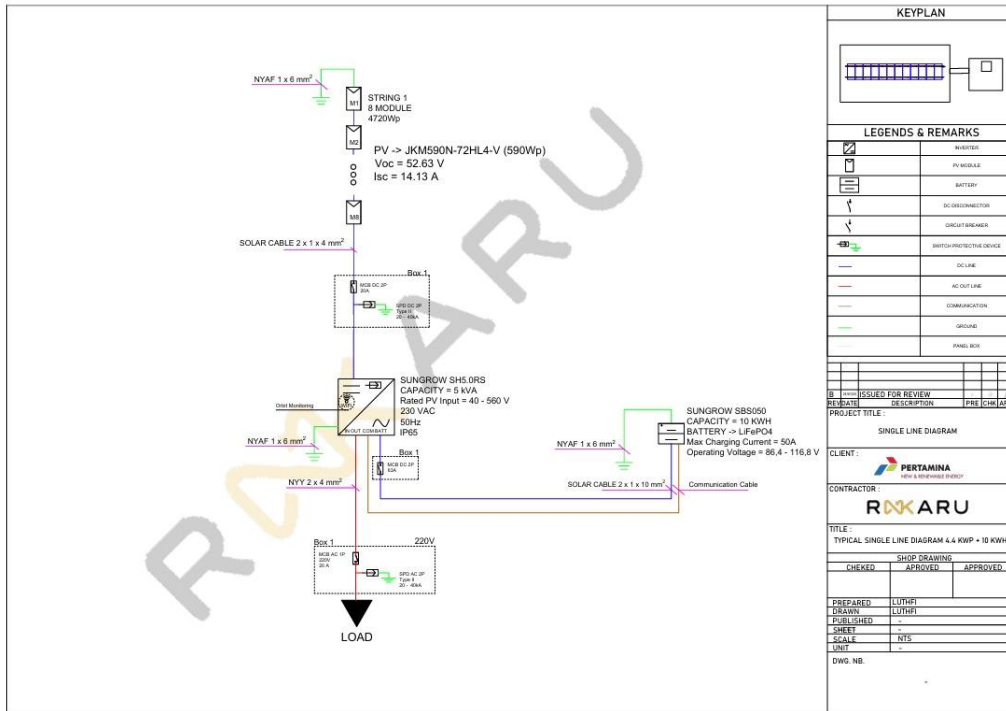 NYAF 1 x 6 mm²
M1
STRING 1
8 MODULE
4720Wp
M2
PV -> JKM590N-72HL4-V (590Wp)
Voc = 52.63 V
Isc = 14.13 A
M8
SOLAR CABLE 2 x 1 x 4 mm²
Box 1
MCB DC 2P
20A
SPD DC 2P
Type II
20 - 40kA
SUNGROW SH5.0RS
CAPACITY = 5 kVA
Rated PV Input = 40 - 560 V
230 VAC
50Hz
IP65
Orbit Monitoring
IN OUT COM BATT
NYAF 1 x 6 mm²
Box 1
MCB DC 2P
63A
NYY 2 x 4 mm²
SUNGROW SBS050
CAPACITY = 10 KWH
BATTERY -> LiFePO4
Max Charging Current = 50A
Operating Voltage = 86,4 - 116,8 V
NYAF 1 x 6 mm²
SOLAR CABLE 2 x 1 x 10 mm²
Communication Cable
Box 1
220V
MCB AC 1P
220V
20 A
SPD AC 2P
Type II
20 - 40kA
LOAD
RNKARU
KEYPLAN
LEGENDS & REMARKS
INVERTER
PV MODULE
BATTERY
DC DISCONNECTOR
CIRCUIT BREAKER
SWITCH PROTECTIVE DEVICE
DC LINE
AC OUT LINE
COMMUNICATION
GROUND
PANEL BOX
B ISSUED FOR REVIEW
REV DATE DESCRIPTION PRE CHK AP
PROJECT TITLE :
SINGLE LINE DIAGRAM
CLIENT :
PERTAMINA
NEW & RENEWABLE ENERGY
CONTRACTOR :
RNKARU
TITLE :
TYPICAL SINGLE LINE DIAGRAM 4.4 KWP + 10 KWH
SHOP DRAWING
CHEKED APROVED APPROVED
PREPARED LUTHFI
DRAWN LUTHFI
PUBLISHED -
SHEET -
SCALE NTS
UNIT -
DWG. NB.
-